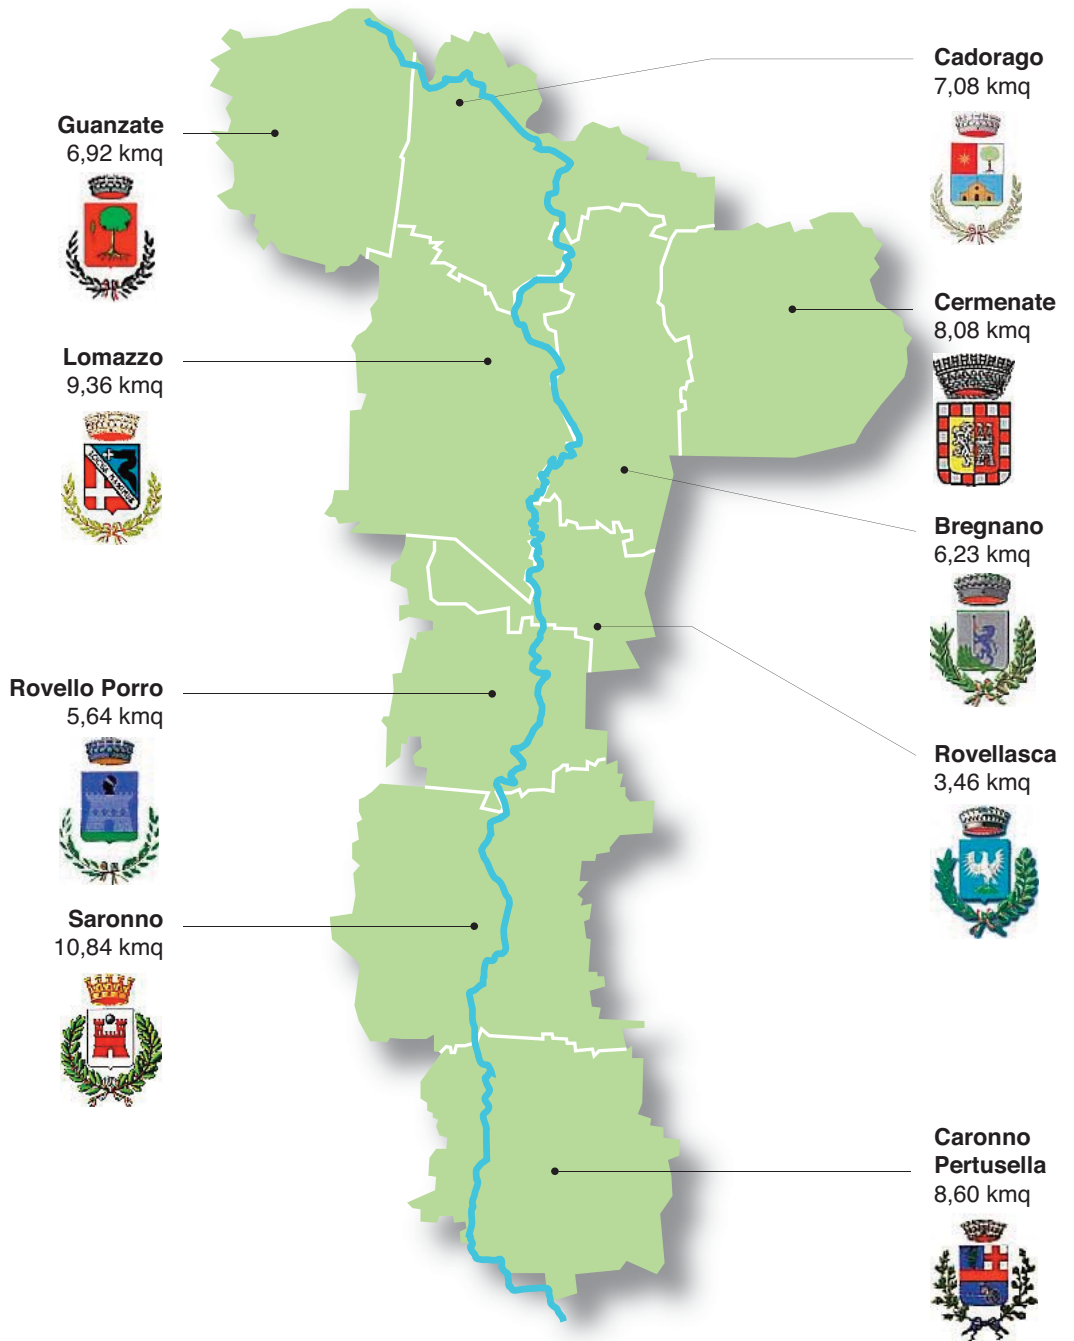 Guanzate
6,92 kmq
Lomazzo
9,36 kmq
Rovello Porro
5,64 kmq
Saronno
10,84 kmq
Cadorago
7,08 kmq
Cermenate
8,08 kmq
Bregnano
6,23 kmq
Rovellasca
3,46 kmq
Caronno
Pertusella
8,60 kmq